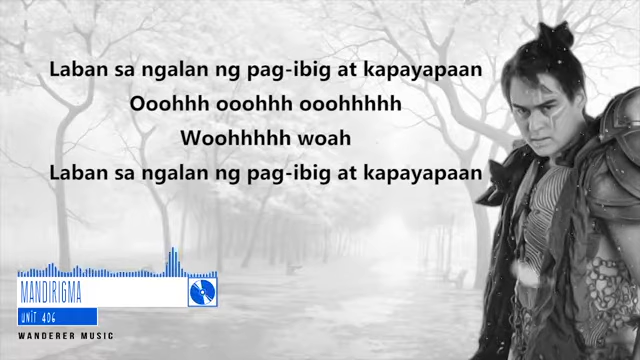 Laban sa ngalan ng pag-ibig at kapayapaan
Ooohhh ooohhh ooohhhhh
Woohhhhh woah
Laban sa ngalan ng pag-ibig at kapayapaan
MANDIRIGMA
UNIT 406
WANDERER MUSIC